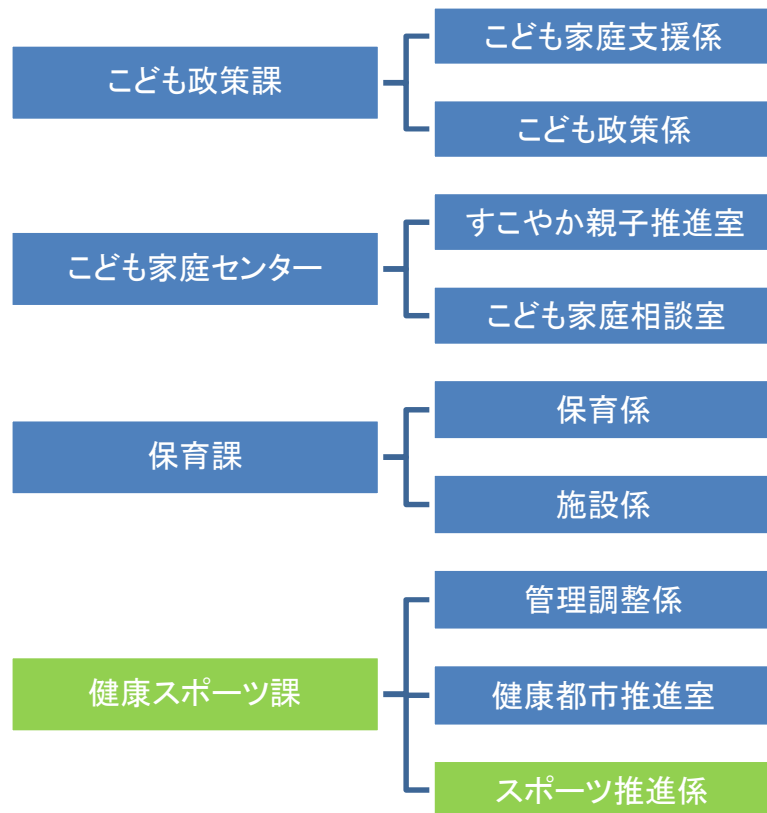 こども政策課
こども家庭支援係
こども政策係
こども家庭センター
すこやか親子推進室
こども家庭相談室
保育課
保育係
施設係
健康スポーツ課
管理調整係
健康都市推進室
スポーツ推進係